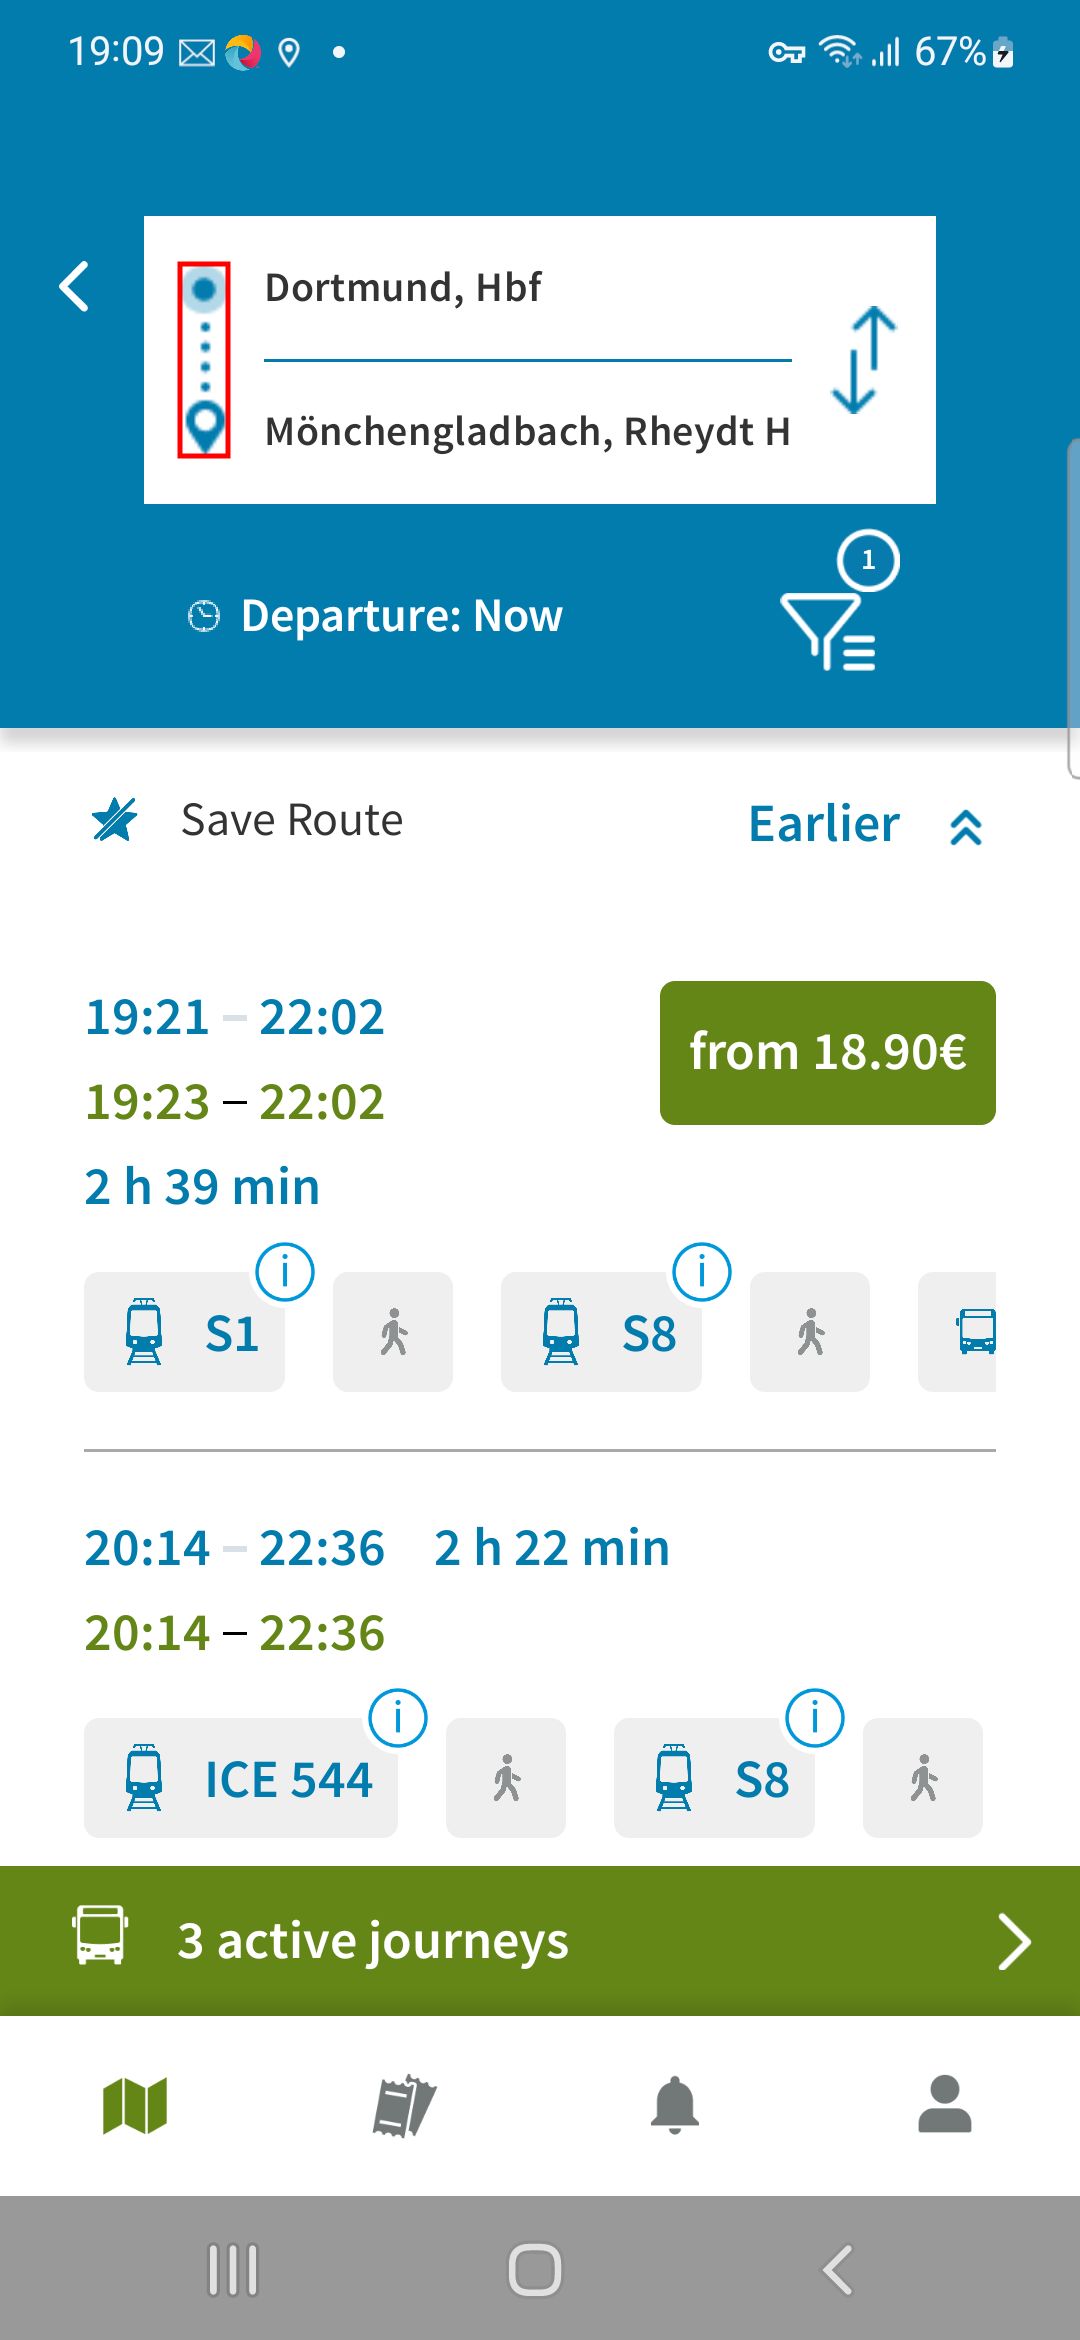 19:09
67%
Dortmund, Hbf
Mönchengladbach, Rheydt H
1
Departure: Now
Save Route
Earlier
19:21 – 22:02
from 18.90€
19:23 – 22:02
2 h 39 min
S1
S8
20:14 – 22:36 2 h 22 min
20:14 – 22:36
ICE 544
S8
3 active journeys